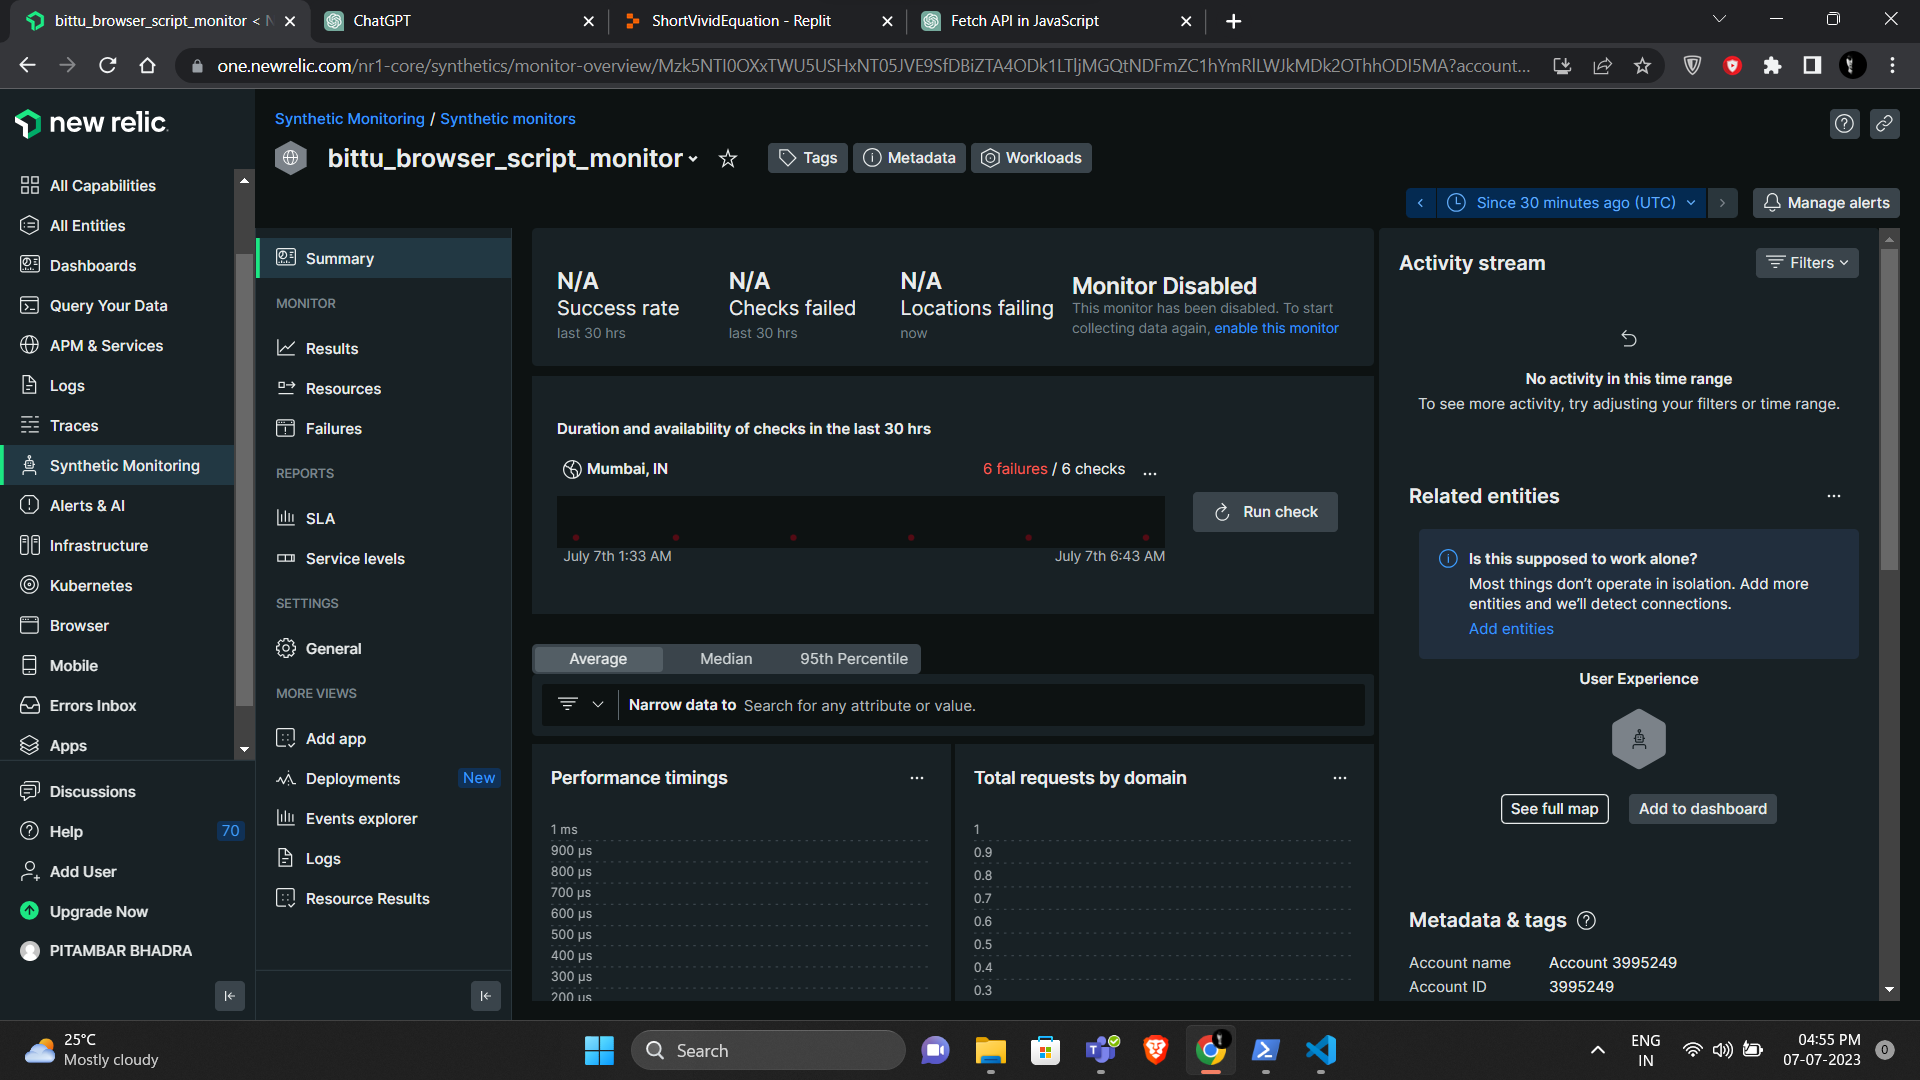 bittu_browser_script_monitor < N
ChatGPT
ShortVividEquation - Replit
Fetch API in JavaScript
one.newrelic.com/nr1-core/synthetics/monitor-overview/Mzk5NTI0OXxTWU5USHxNT05JVE9SfDBiZTA4ODk1LTljMGQtNDFmZC1hYmRlLWJkMDk2OThhODI5MA?account...
new relic
All Capabilities
All Entities
Dashboards
Query Your Data
APM & Services
Logs
Traces
Synthetic Monitoring
Alerts & AI
Infrastructure
Kubernetes
Browser
Mobile
Errors Inbox
Apps
Discussions
Help 70
Add User
Upgrade Now
PITAMBAR BHADRA
Synthetic Monitoring / Synthetic monitors
bittu_browser_script_monitor
Tags
Metadata
Workloads
Since 30 minutes ago (UTC)
Manage alerts
Summary
MONITOR
Results
Resources
Failures
REPORTS
SLA
Service levels
SETTINGS
General
MORE VIEWS
Add app
Deployments New
Events explorer
Logs
Resource Results
N/A
Success rate
last 30 hrs
N/A
Checks failed
last 30 hrs
N/A
Locations failing
now
Monitor Disabled
This monitor has been disabled. To start
collecting data again, enable this monitor
Duration and availability of checks in the last 30 hrs
Mumbai, IN
6 failures / 6 checks ...
Run check
July 7th 1:33 AM
July 7th 6:43 AM
Average
Median
95th Percentile
Narrow data to Search for any attribute or value.
Performance timings
1 ms
900 µs
800 µs
700 µs
600 µs
500 µs
400 µs
300 µs
200 µs
Total requests by domain
1
0.9
0.8
0.7
0.6
0.5
0.4
0.3
Activity stream
Filters
No activity in this time range
To see more activity, try adjusting your filters or time range.
Related entities
Is this supposed to work alone?
Most things don't operate in isolation. Add more
entities and we'll detect connections.
Add entities
User Experience
See full map
Add to dashboard
Metadata & tags
Account name Account 3995249
Account ID 3995249
25°C
Mostly cloudy
Search
ENG
IN
04:55 PM
07-07-2023
0